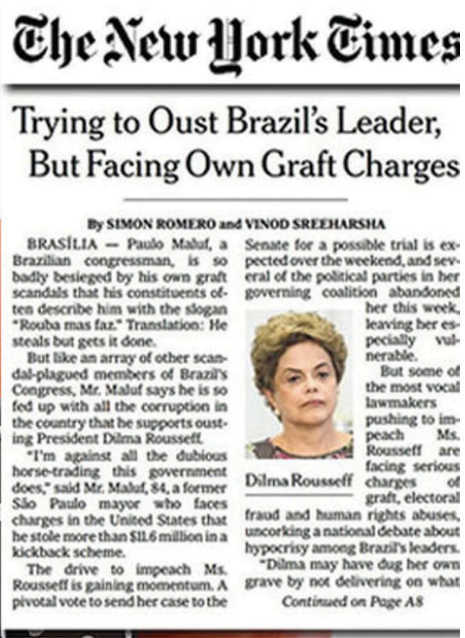 The New York Times
Trying to Oust Brazil's Leader,
But Facing Own Graft Charges
By SIMON ROMERO and VINOD SREEHARSHA
BRASÍLIA — Paulo Maluf, a
Brazilian congressman, is so
badly besieged by his own graft
scandals that his constituents of-
ten describe him with the slogan
"Rouba mas faz." Translation: He
steals but gets it done.
But like an array of other scan-
dal-plagued members of Brazil's
Congress, Mr. Maluf says he is so
fed up with all the corruption in
the country that he supports oust-
ing President Dilma Rousseff.
"I'm against all the dubious
horse-trading this government
does," said Mr. Maluf, 84, a former
São Paulo mayor who faces
charges in the United States that
he stole more than $11.6 million in a
kickback scheme.
The drive to impeach Ms.
Rousseff is gaining momentum. A
pivotal vote to send her case to the
Senate for a possible trial is ex-
pected over the weekend, and sev-
eral of the political parties in her
governing coalition abandoned
her this week,
leaving her es-
pecially vul-
nerable.
But some of
the most vocal
lawmakers
pushing to im-
peach Ms.
Rousseff are
facing serious
charges of
graft, electoral
Dilma Rousseff
fraud and human rights abuses,
uncorking a national debate about
hypocrisy among Brazil's leaders.
"Dilma may have dug her own
grave by not delivering on what
Continued on Page A8